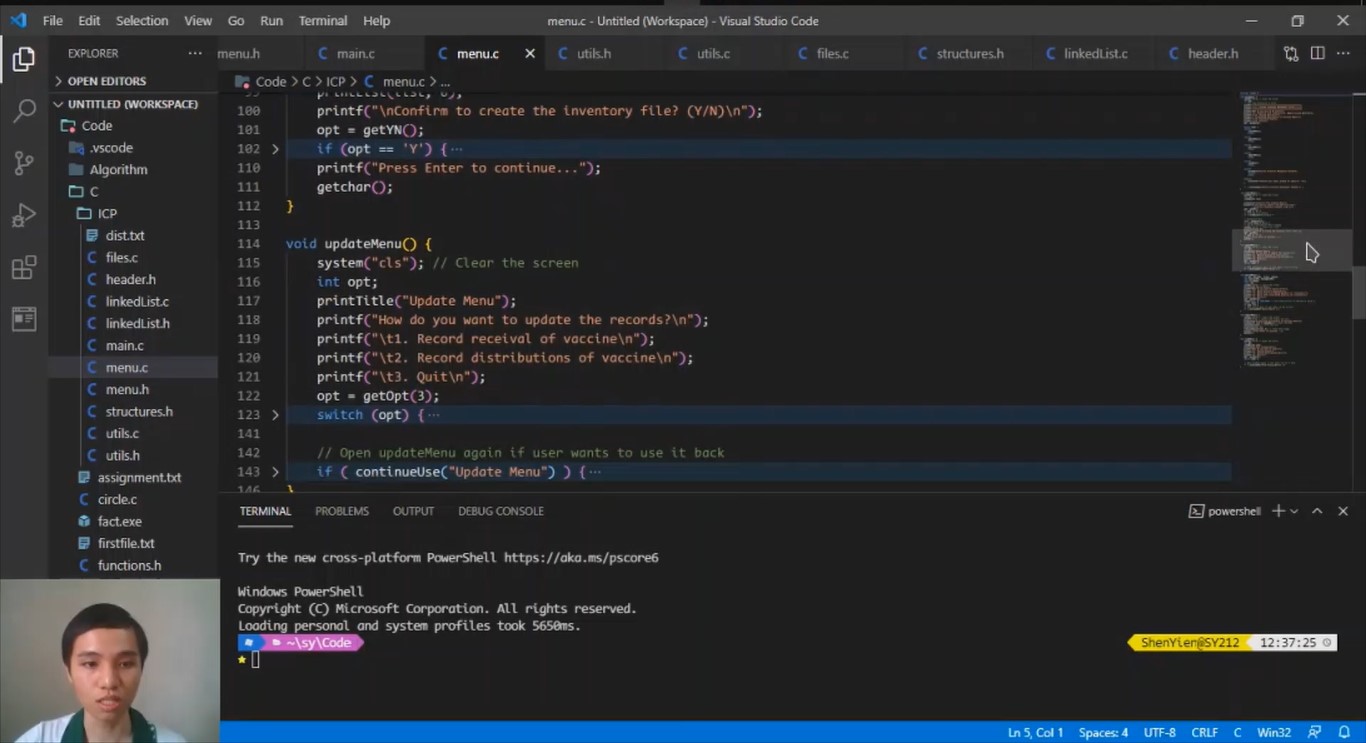 File Edit Selection View Go Run Terminal Help menu.c - Untitled (Workspace) - Visual Studio Code
EXPLORER ···
menu.h main.c menu.c utils.h utils.c files.c structures.h linkedList.c header.h
OPEN EDITORS
UNTITLED (WORKSPACE)
Code
.vscode
Algorithm
C
ICP
dist.txt
files.c
header.h
linkedList.c
linkedList.h
main.c
menu.c
menu.h
structures.h
utils.c
utils.h
assignment.txt
circle.c
fact.exe
firstfile.txt
functions.h
Code > C > ICP > menu.c > ...
100 printf("\nConfirm to create the inventory file? (Y/N)\n");
101 opt = getYN();
102 if (opt == 'Y') {···
110 printf("Press Enter to continue...");
111 getchar();
112 }
113
114 void updateMenu() {
115 system("cls"); // Clear the screen
116 int opt;
117 printTitle("Update Menu");
118 printf("How do you want to update the records?\n");
119 printf("\t1. Record receival of vaccine\n");
120 printf("\t2. Record distributions of vaccine\n");
121 printf("\t3. Quit\n");
122 opt = getOpt(3);
123 switch (opt) {···
141
142 // Open updateMenu again if user wants to use it back
143 if ( continueUse("Update Menu") ) {···
146 }
TERMINAL PROBLEMS OUTPUT DEBUG CONSOLE powershell
Try the new cross-platform PowerShell https://aka.ms/pscore6
Windows PowerShell
Copyright (C) Microsoft Corporation. All rights reserved.
Loading personal and system profiles took 5650ms.
~\sy\Code ShenYien@SY212 12:37:25
Ln 5, Col 1 Spaces: 4 UTF-8 CRLF C Win32